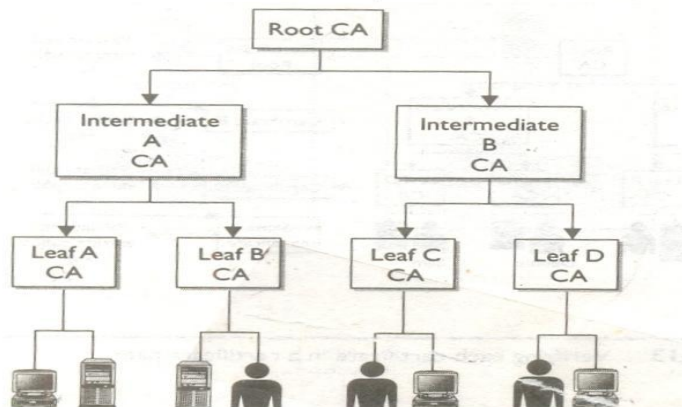 Root CA
Intermediate
A
CA
Intermediate
B
CA
Leaf A
CA
Leaf B
CA
Leaf C
CA
Leaf D
CA